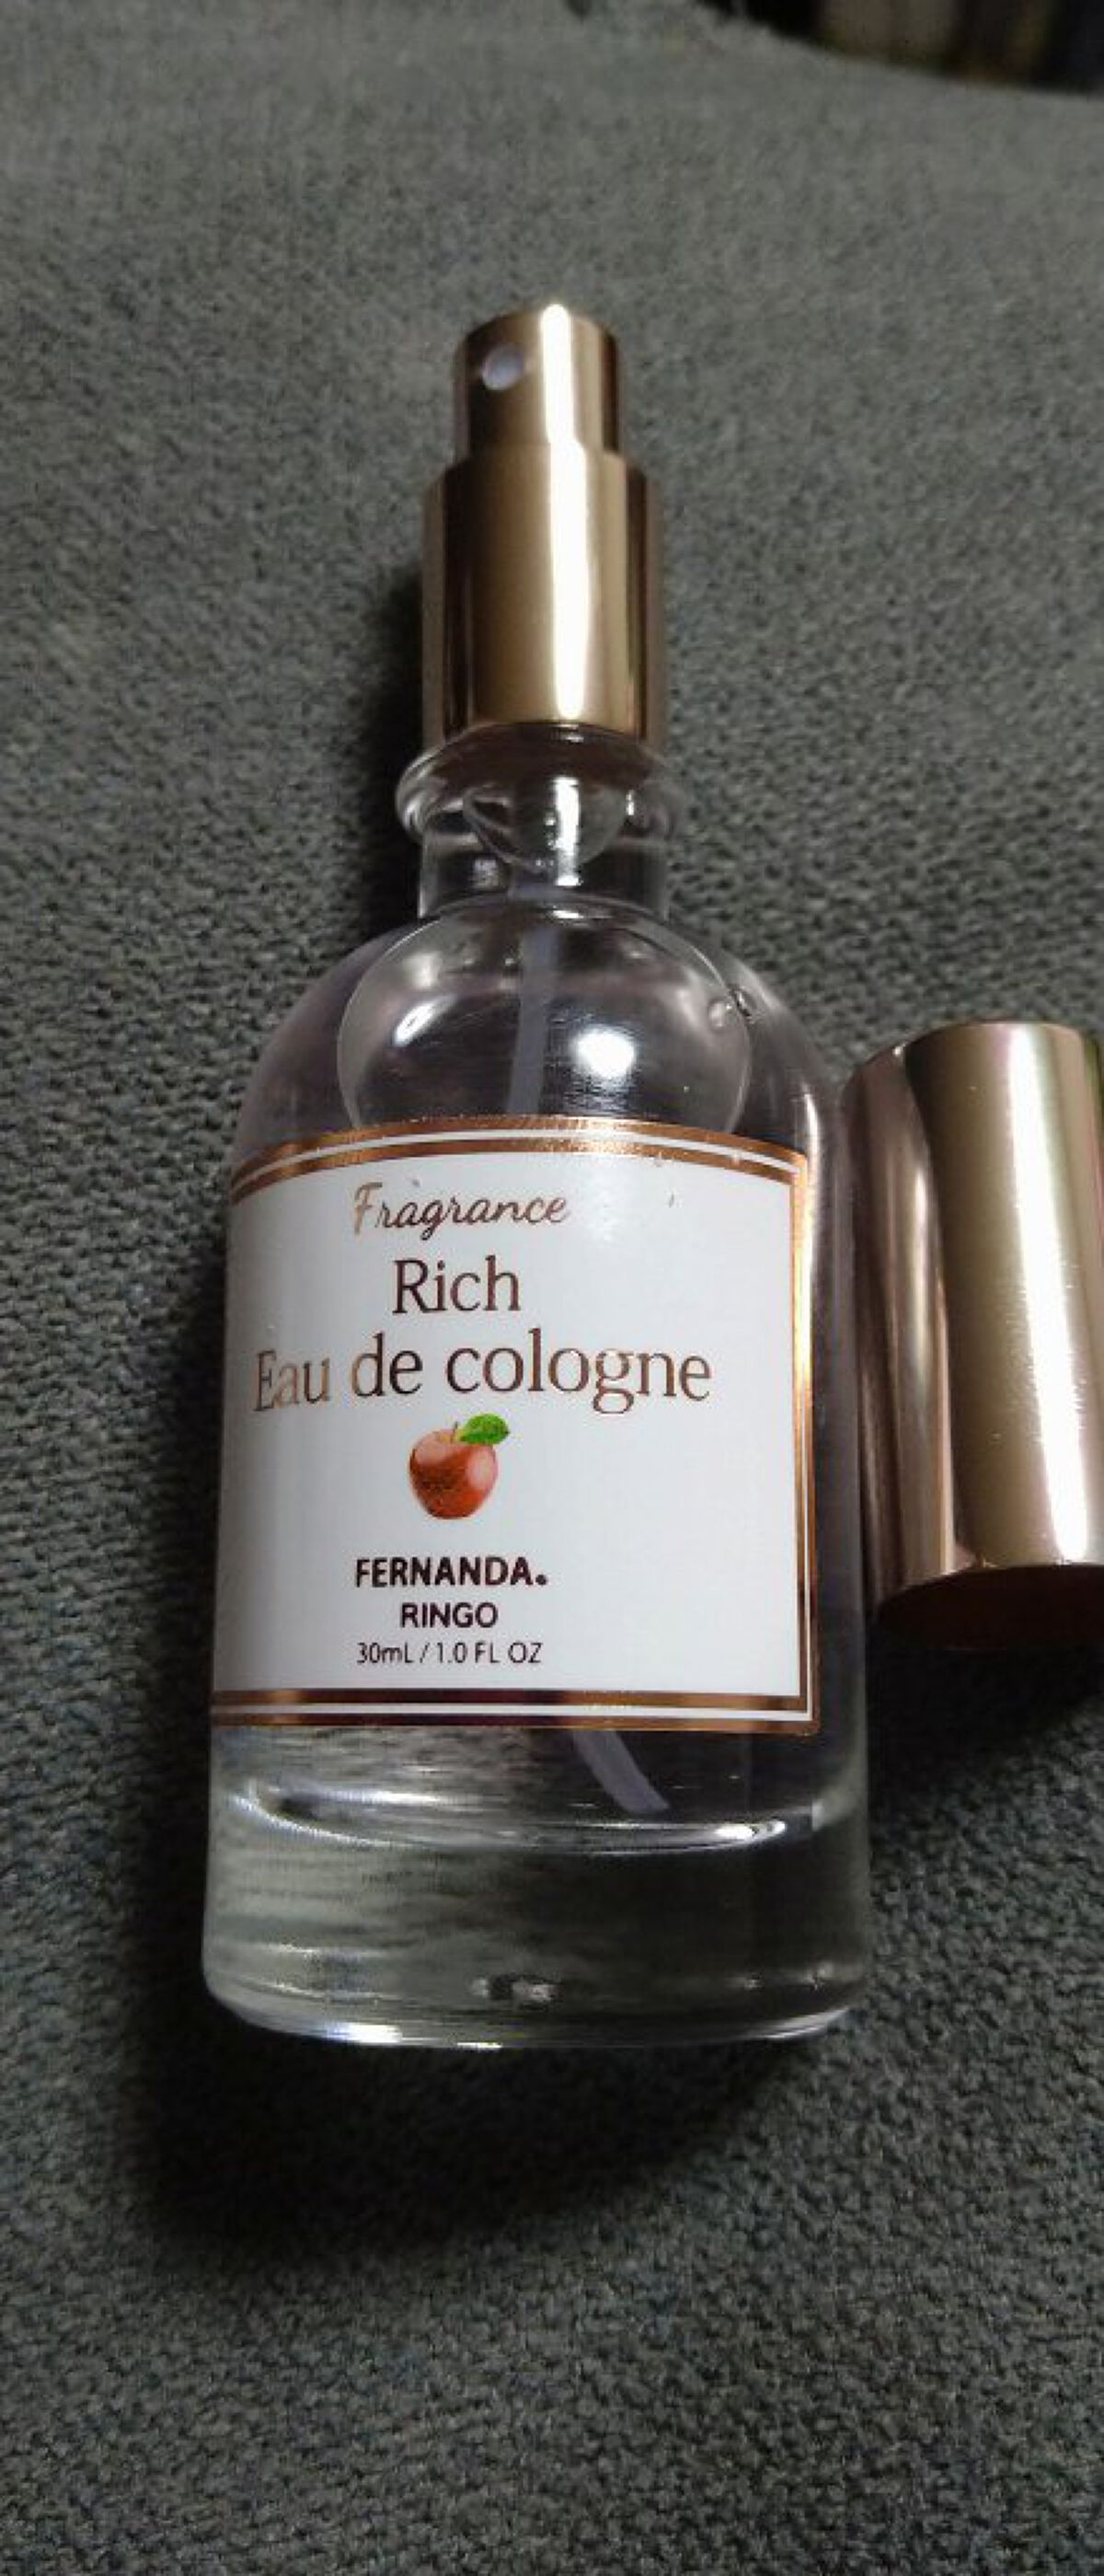 Fragrance
Rich
Eau de cologne
FERNANDA.
RINGO
30mL / 1.0 FL OZ